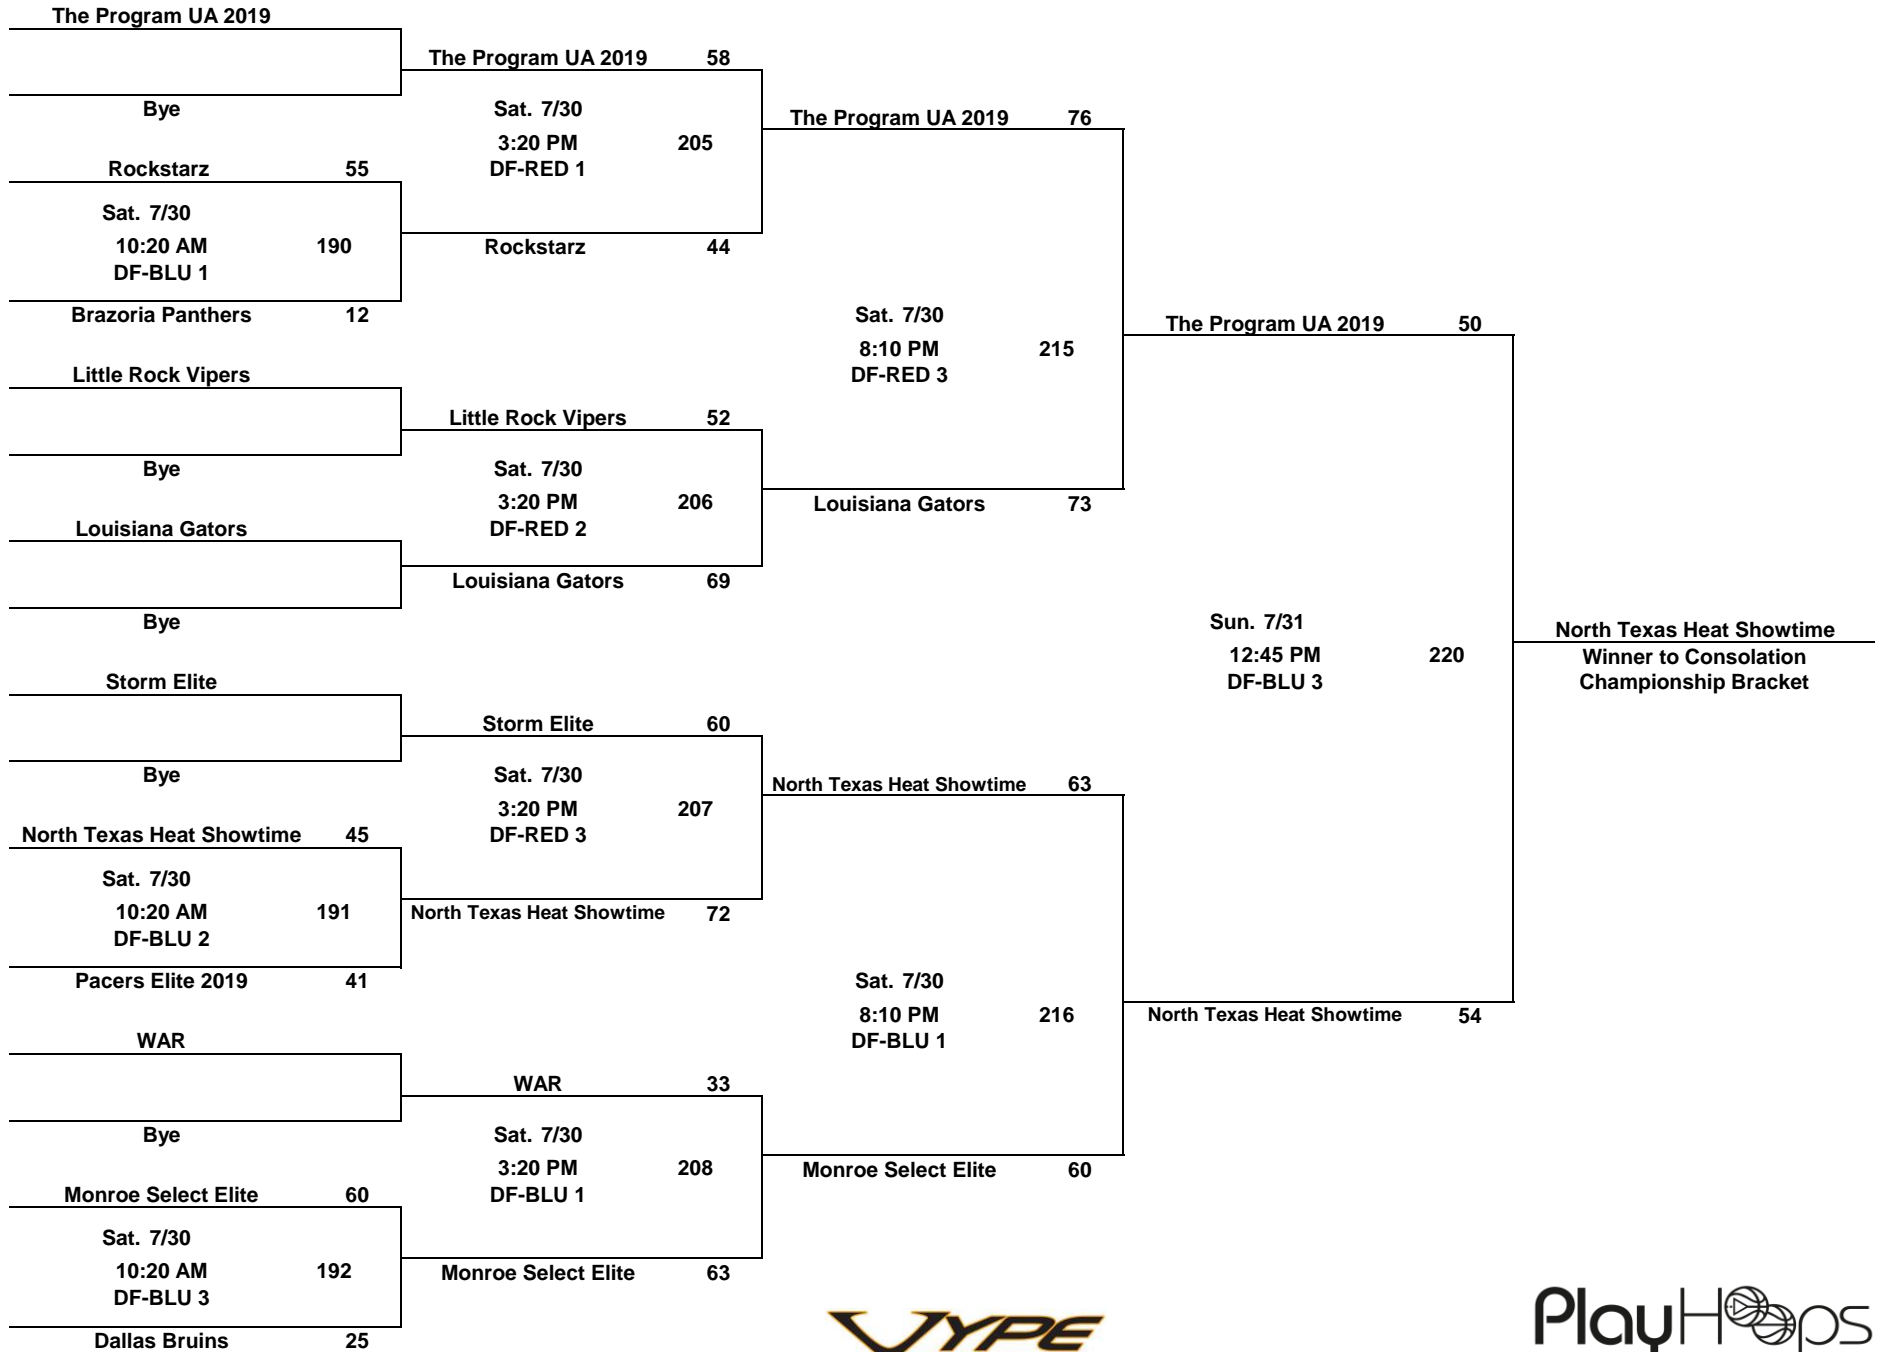 The Program UA 2019
Bye
Rockstarz 55
Sat. 7/30
10:20 AM 190
DF-BLU 1
Brazoria Panthers 12
Little Rock Vipers
Bye
Louisiana Gators
Bye
Storm Elite
Bye
North Texas Heat Showtime 45
Sat. 7/30
10:20 AM 191
DF-BLU 2
Pacers Elite 2019 41
WAR
Bye
Monroe Select Elite 60
Sat. 7/30
10:20 AM 192
DF-BLU 3
Dallas Bruins 25
The Program UA 2019 58
Sat. 7/30
3:20 PM 205
DF-RED 1
Rockstarz 44
Little Rock Vipers 52
Sat. 7/30
3:20 PM 206
DF-RED 2
Louisiana Gators 69
Storm Elite 60
Sat. 7/30
3:20 PM 207
DF-RED 3
North Texas Heat Showtime 72
WAR 33
Sat. 7/30
3:20 PM 208
DF-BLU 1
Monroe Select Elite 63
The Program UA 2019 76
Sat. 7/30
8:10 PM 215
DF-RED 3
Louisiana Gators 73
North Texas Heat Showtime 63
Sat. 7/30
8:10 PM 216
DF-BLU 1
Monroe Select Elite 60
The Program UA 2019 50
Sun. 7/31
12:45 PM 220
DF-BLU 3
North Texas Heat Showtime 54
North Texas Heat Showtime
Winner to Consolation
Championship Bracket
VYPE
PlayHoops